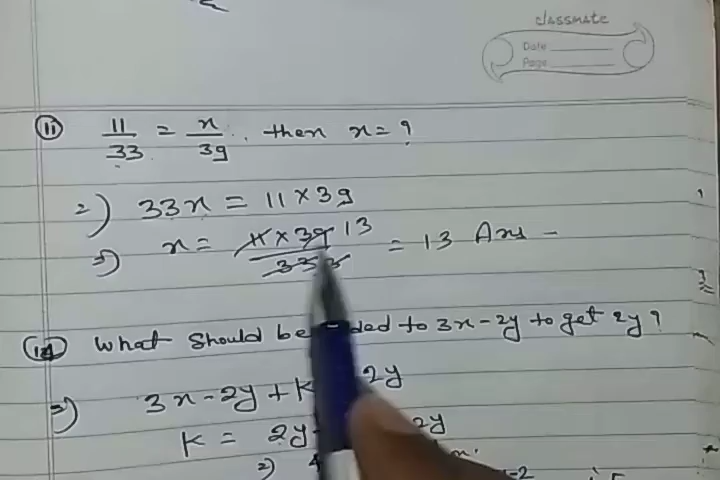 classmate
Date
Page
(11) 11/33 = x/39 .. then x = ?
=) 33x = 11 × 39
=) x = 11 × 39 13 / 33 3 = 13 Ans -
(12) What should be ded to 3x - 2y to get 2y ?
=) 3x - 2y + K 2y
K = 2y 2y
=)